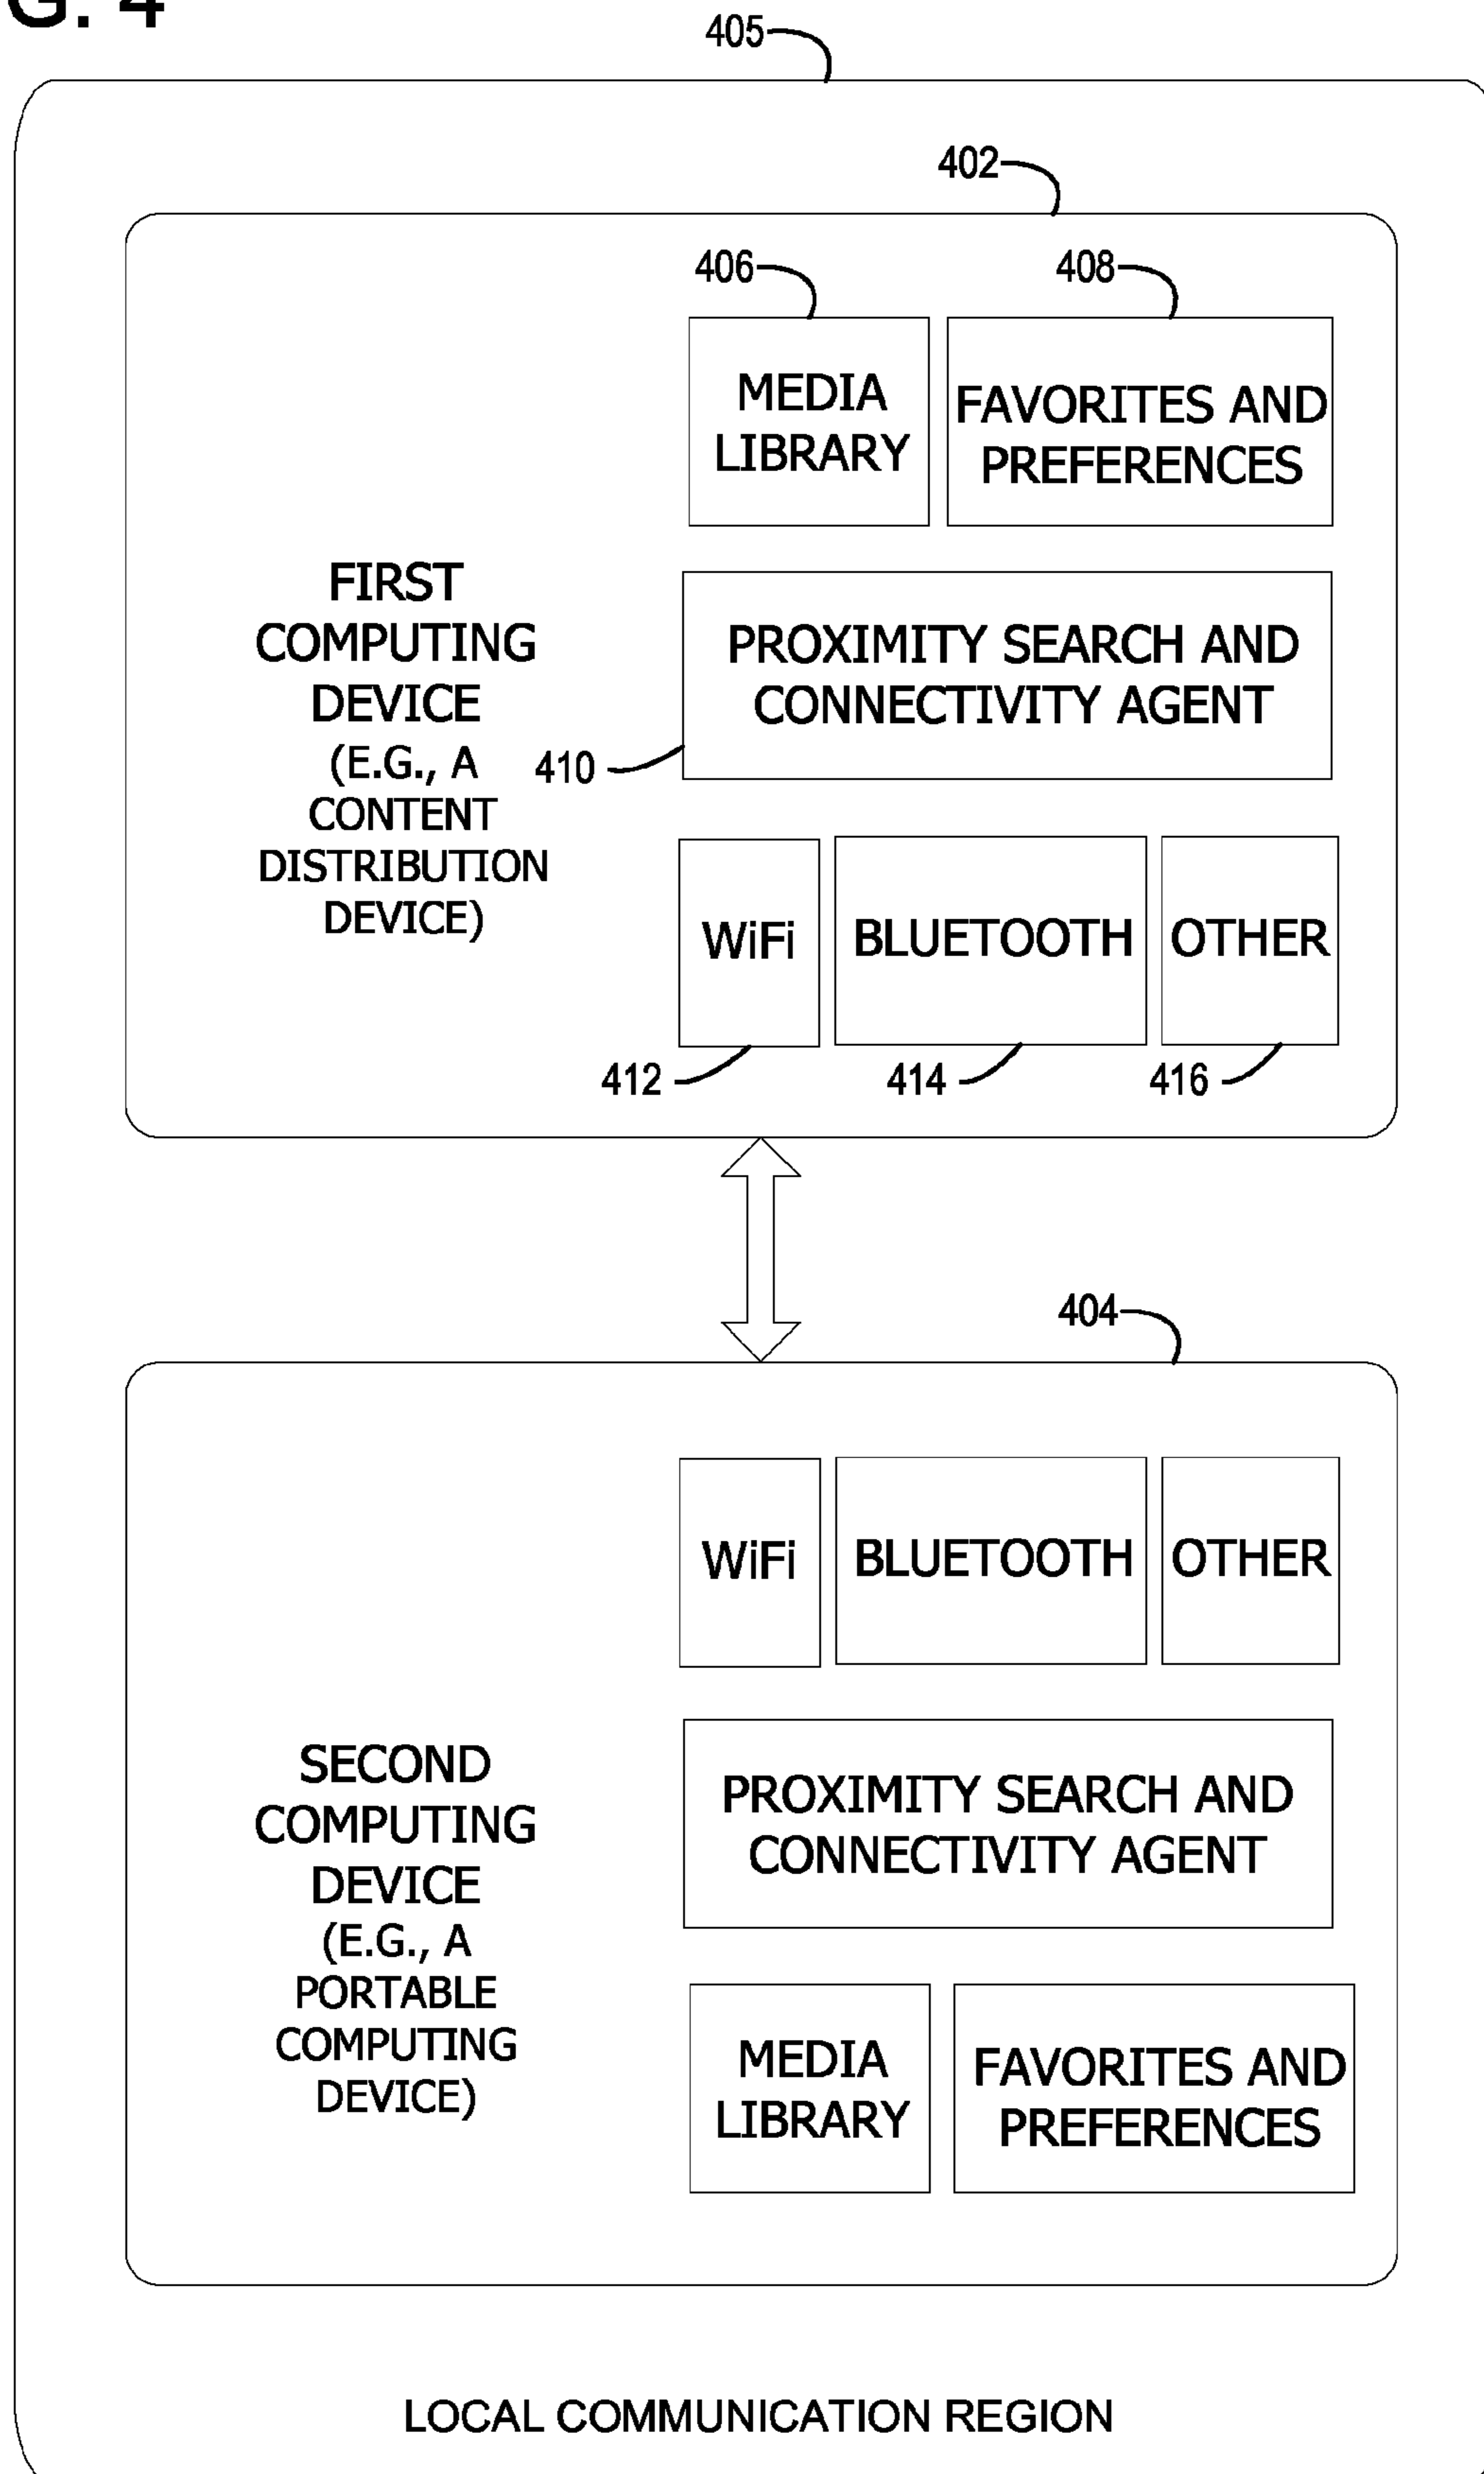 G. 4
405
402
406
408
MEDIA
LIBRARY
FAVORITES AND
PREFERENCES
FIRST
COMPUTING
DEVICE
(E.G., A
CONTENT
DISTRIBUTION
DEVICE)
PROXIMITY SEARCH AND
CONNECTIVITY AGENT
410
WiFi
BLUETOOTH
OTHER
412
414
416
404
WiFi
BLUETOOTH
OTHER
SECOND
COMPUTING
DEVICE
(E.G., A
PORTABLE
COMPUTING
DEVICE)
PROXIMITY SEARCH AND
CONNECTIVITY AGENT
MEDIA
LIBRARY
FAVORITES AND
PREFERENCES
LOCAL COMMUNICATION REGION